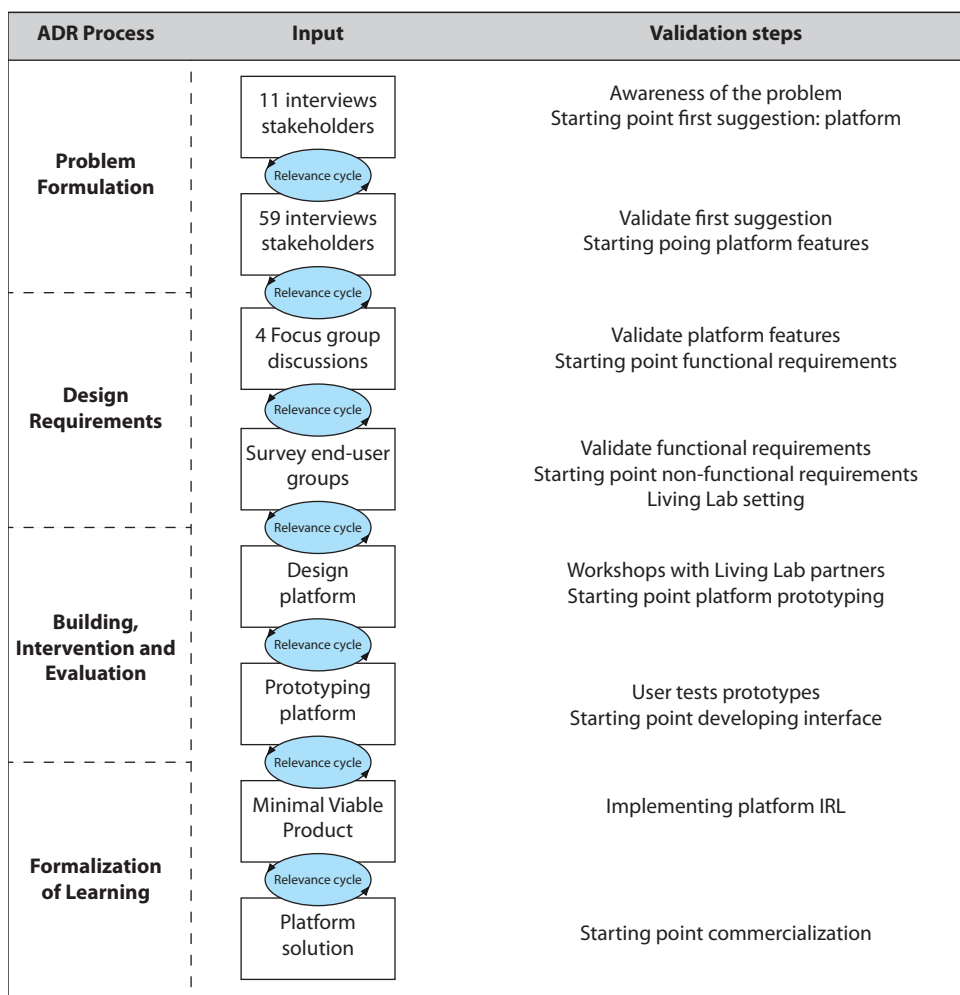 ADR Process
Input
Validation steps
Problem
Formulation
11 interviews
stakeholders
Awareness of the problem
Starting point first suggestion: platform
Relevance cycle
59 interviews
stakeholders
Validate first suggestion
Starting poing platform features
Relevance cycle
Design
Requirements
4 Focus group
discussions
Validate platform features
Starting point functional requirements
Relevance cycle
Survey end-user
groups
Validate functional requirements
Starting point non-functional requirements
Living Lab setting
Relevance cycle
Building,
Intervention and
Evaluation
Design
platform
Workshops with Living Lab partners
Starting point platform prototyping
Relevance cycle
Prototyping
platform
User tests prototypes
Starting point developing interface
Relevance cycle
Formalization
of Learning
Minimal Viable
Product
Implementing platform IRL
Relevance cycle
Platform
solution
Starting point commercialization